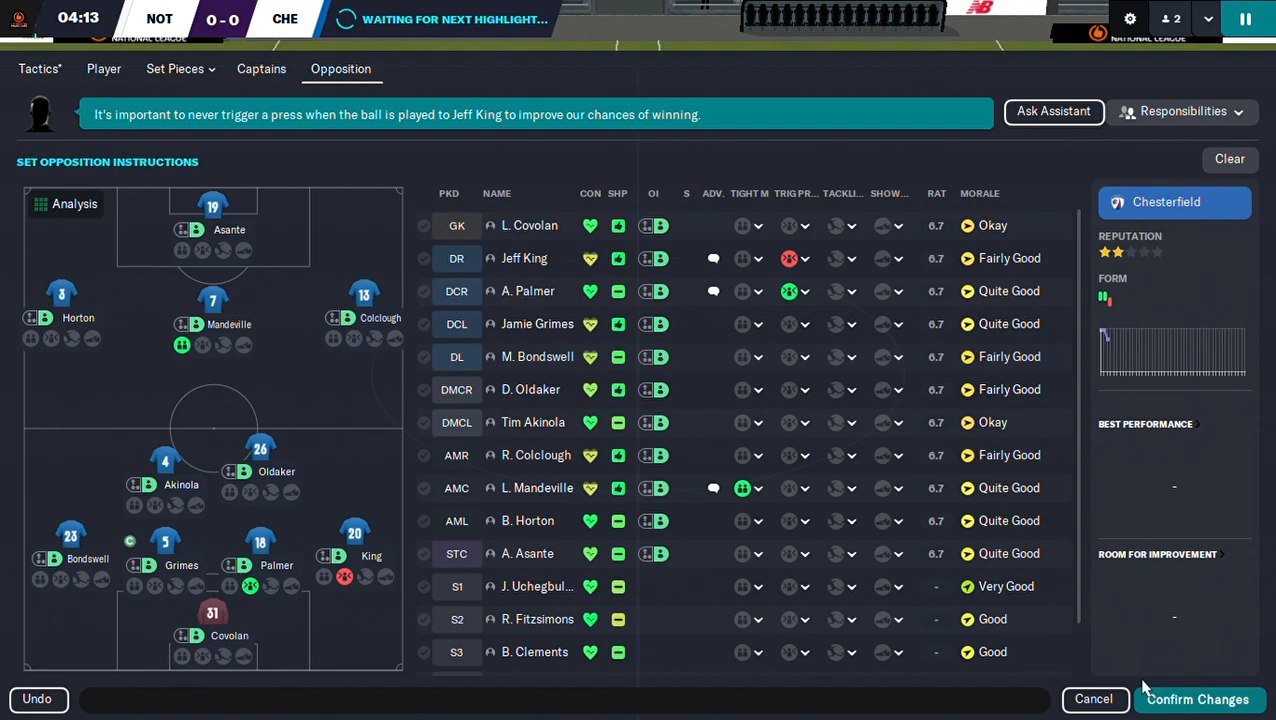 04:13 NOT 0 - 0 CHE WAITING FOR NEXT HIGHLIGHT... 2
NATIONAL LEAGUE NATIONAL LEAGUE
Tactics* Player Set Pieces Captains Opposition
It's important to never trigger a press when the ball is played to Jeff King to improve our chances of winning. Ask Assistant Responsibilities
SET OPPOSITION INSTRUCTIONS Clear
Analysis
19
Asante
3 7 13
Horton Mandeville Colclough
4 26
Akinola Oldaker
23 5 18 20
C
Bondswell Grimes Palmer King
31
Covolan
PKD NAME CON SHP OI S ADV. TIGHT M TRIG PR... TACKLI... SHOW... RAT MORALE
GK L. Covolan 6.7 Okay
DR Jeff King 6.7 Fairly Good
DCR A. Palmer 6.7 Quite Good
DCL Jamie Grimes 6.7 Quite Good
DL M. Bondswell 6.7 Fairly Good
DMCR D. Oldaker 6.7 Fairly Good
DMCL Tim Akinola 6.7 Okay
AMR R. Colclough 6.7 Fairly Good
AMC L. Mandeville 6.7 Quite Good
AML B. Horton 6.7 Quite Good
STC A. Asante 6.7 Quite Good
S1 J. Uchegbul... - Very Good
S2 R. Fitzsimons - Good
S3 B. Clements - Good
Chesterfield
REPUTATION
FORM
BEST PERFORMANCE
-
ROOM FOR IMPROVEMENT
-
Undo Cancel Confirm Changes